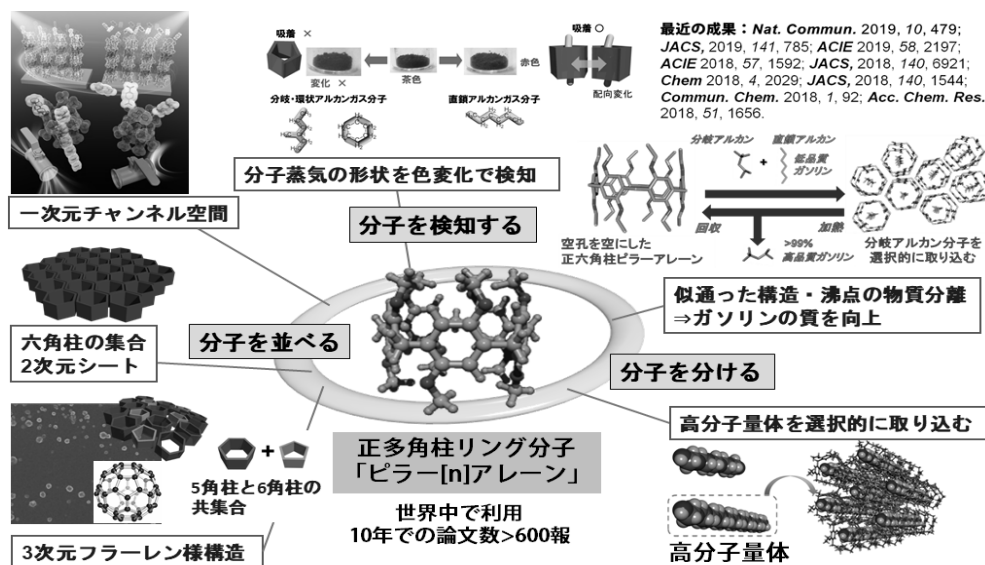 吸着 ×
変化 ×
茶色
赤色
吸着 ○
配向変化
分岐・環状アルカンガス分子
直鎖アルカンガス分子
分子蒸気の形状を色変化で検知
分子を検知する
最近の成果：Nat. Commun. 2019, 10, 479;
JACS, 2019, 141, 785; ACIE 2019, 58, 2197;
ACIE 2018, 57, 1592; JACS, 2018, 140, 6921;
Chem 2018, 4, 2029; JACS, 2018, 140, 1544;
Commun. Chem. 2018, 1, 92; Acc. Chem. Res.
2018, 51, 1656.
分岐アルカン
直鎖アルカン
+
低品質
ガソリン
回収
加熱
>99%
高品質ガソリン
空孔を空にした
正六角柱ピラーアレーン
分岐アルカン分子を
選択的に取り込む
似通った構造・沸点の物質分離
⇒ガソリンの質を向上
一次元チャンネル空間
六角柱の集合
2次元シート
分子を並べる
分子を分ける
+
5角柱と6角柱の
共集合
3次元フラーレン様構造
正多角柱リング分子
「ピラー[n]アレーン」
世界中で利用
10年での論文数>600報
高分子量体を選択的に取り込む
高分子量体